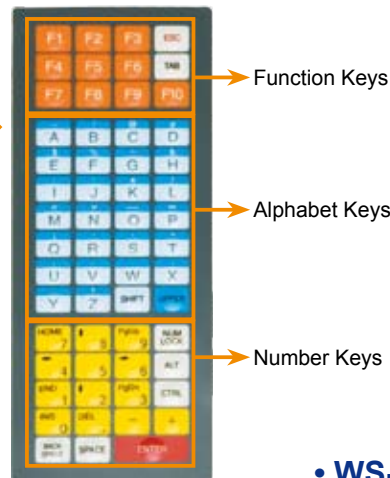 F1 F2 F3 ESC
F4 F5 F6 TAB
F7 F8 F9 F10
Function Keys
A B C D
E F G H
I J K L
M N O P
Q R S T
U V W X
Y Z SHIFT UPPER
Alphabet Keys
HOME 7 8 PgUp 9 NUM LOCK
4 5 6 ALT
END 1 2 PgDn 3 CTRL
INS 0 DEL . - +
BACK SPACE SPACE ENTER
Number Keys
• WS-